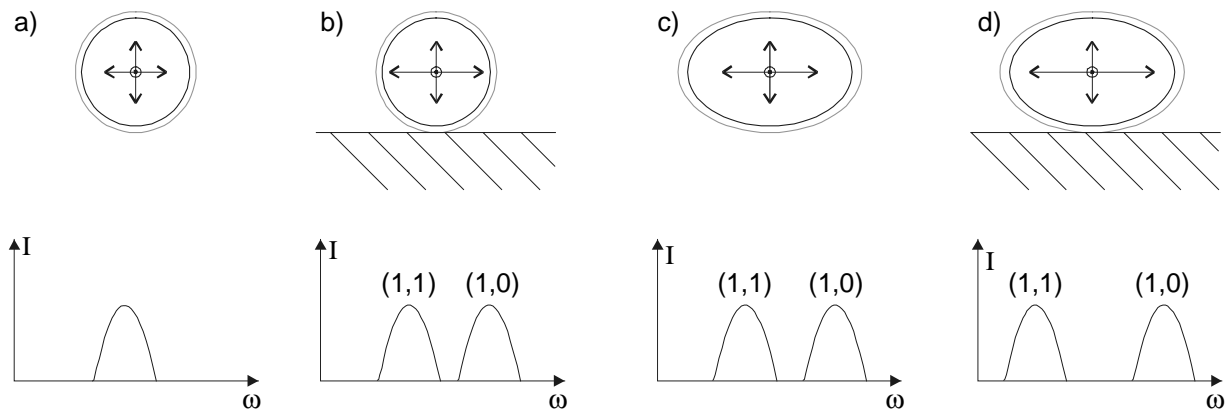 a) b) c) d)
I I I I
(1,1) (1,0) (1,1) (1,0) (1,1) (1,0)
ω ω ω ω